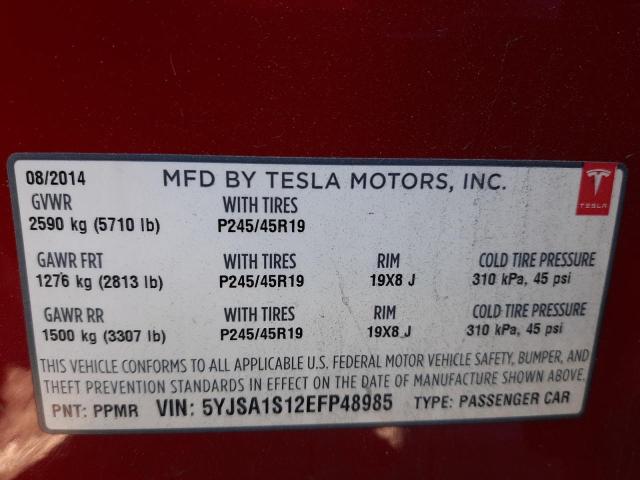 08/2014 MFD BY TESLA MOTORS, INC.
TESLA
GVWR WITH TIRES
2590 kg (5710 lb) P245/45R19
GAWR FRT WITH TIRES RIM COLD TIRE PRESSURE
1276 kg (2813 lb) P245/45R19 19X8 J 310 kPa, 45 psi
GAWR RR WITH TIRES RIM COLD TIRE PRESSURE
1500 kg (3307 lb) P245/45R19 19X8 J 310 kPa, 45 psi
THIS VEHICLE CONFORMS TO ALL APPLICABLE U.S. FEDERAL MOTOR VEHICLE SAFETY, BUMPER, AND
THEFT PREVENTION STANDARDS IN EFFECT ON THE DATE OF MANUFACTURE SHOWN ABOVE.
PNT: PPMR VIN: 5YJSA1S12EFP48985 TYPE: PASSENGER CAR